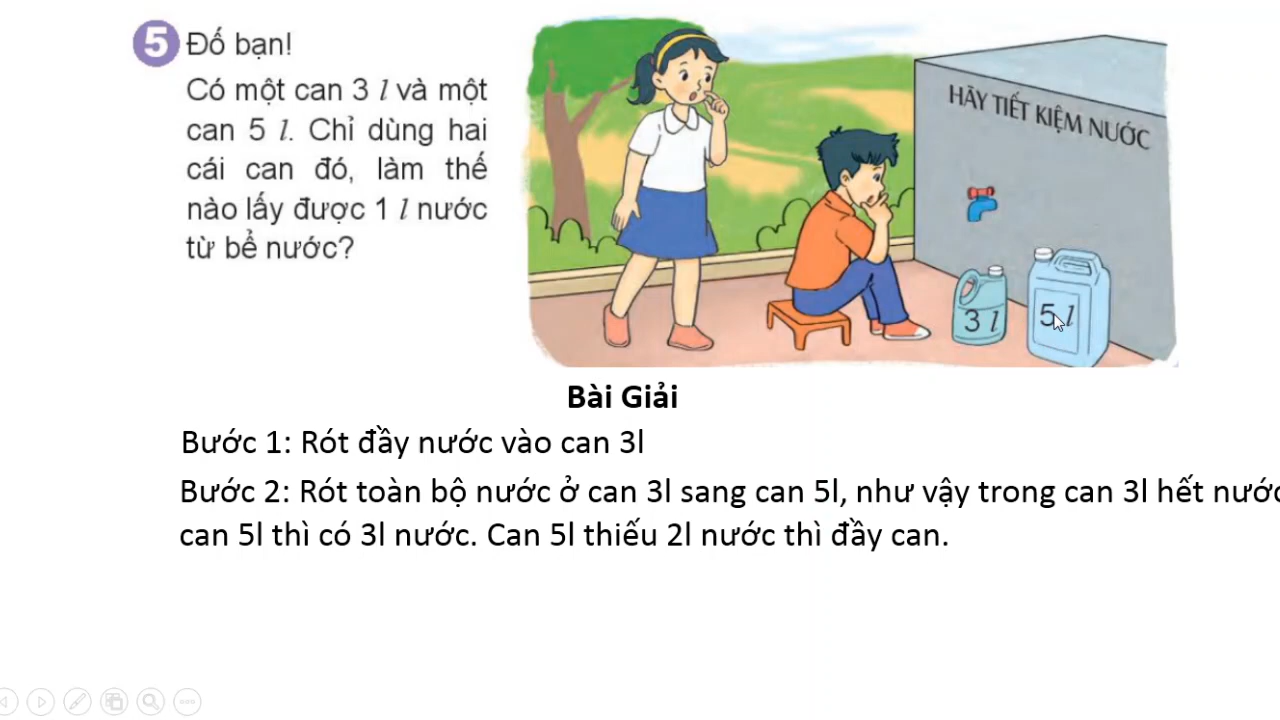 5 Đố bạn!
Có một can 3 l và một
can 5 l. Chỉ dùng hai
cái can đó, làm thế
nào lấy được 1 l nước
từ bể nước?
HÃY TIẾT KIỆM NƯỚC
3 l
5 l
Bài Giải
Bước 1: Rót đầy nước vào can 3l
Bước 2: Rót toàn bộ nước ở can 3l sang can 5l, như vậy trong can 3l hết nước
can 5l thì có 3l nước. Can 5l thiếu 2l nước thì đầy can.